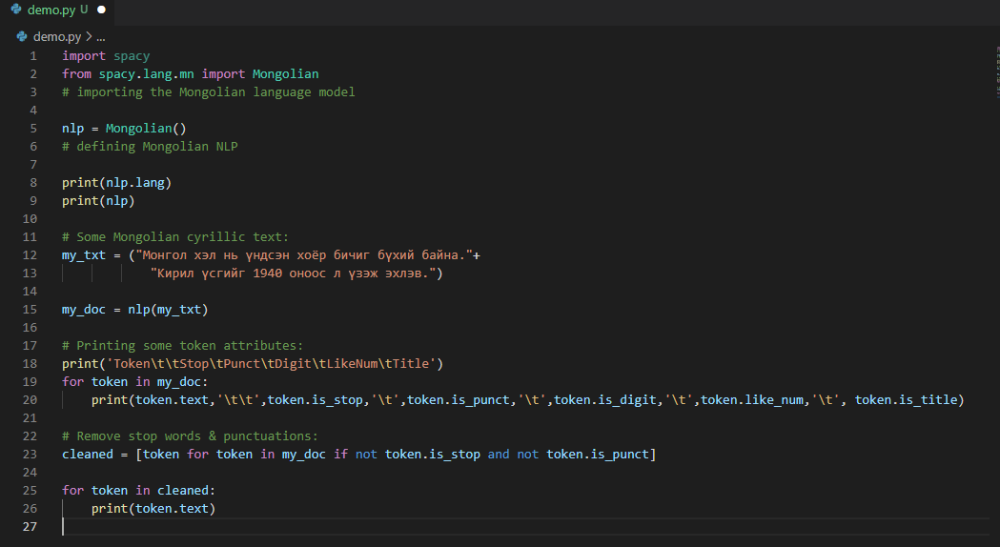 demo.py U
demo.py > ...
1 import spacy
2 from spacy.lang.mn import Mongolian
3 # importing the Mongolian language model
4
5 nlp = Mongolian()
6 # defining Mongolian NLP
7
8 print(nlp.lang)
9 print(nlp)
10
11 # Some Mongolian cyrillic text:
12 my_txt = ("Монгол хэл нь үндсэн хоёр бичиг бүхий байна."+
13             "Кирил үсгийг 1940 оноос л үзэж эхлэв.")
14
15 my_doc = nlp(my_txt)
16
17 # Printing some token attributes:
18 print('Token\t\tStop\tPunct\tDigit\tLikeNum\tTitle')
19 for token in my_doc:
20     print(token.text,'\t\t',token.is_stop,'\t',token.is_punct,'\t',token.is_digit,'\t',token.like_num,'\t', token.is_title)
21
22 # Remove stop words & punctuations:
23 cleaned = [token for token in my_doc if not token.is_stop and not token.is_punct]
24
25 for token in cleaned:
26     print(token.text)
27